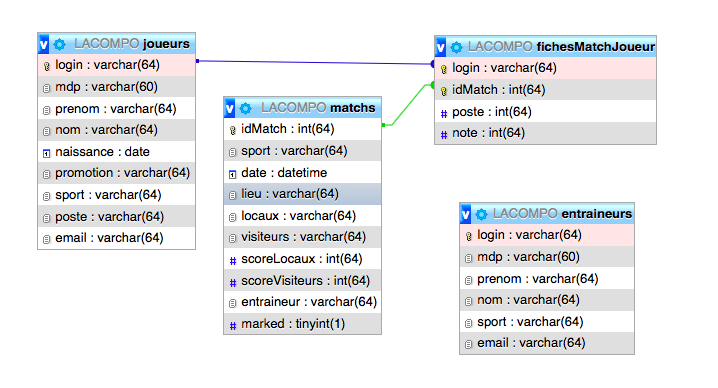 v LACOMPO joueurs
login : varchar(64)
mdp : varchar(60)
prenom : varchar(64)
nom : varchar(64)
naissance : date
promotion : varchar(64)
sport : varchar(64)
poste : varchar(64)
email : varchar(64)
v LACOMPO matchs
idMatch : int(64)
sport : varchar(64)
date : datetime
lieu : varchar(64)
locaux : varchar(64)
visiteurs : varchar(64)
# scoreLocaux : int(64)
# scoreVisiteurs : int(64)
entraineur : varchar(64)
# marked : tinyint(1)
v LACOMPO fichesMatchJoueur
login : varchar(64)
idMatch : int(64)
# poste : int(64)
# note : int(64)
v LACOMPO entraineurs
login : varchar(64)
mdp : varchar(60)
prenom : varchar(64)
nom : varchar(64)
sport : varchar(64)
email : varchar(64)